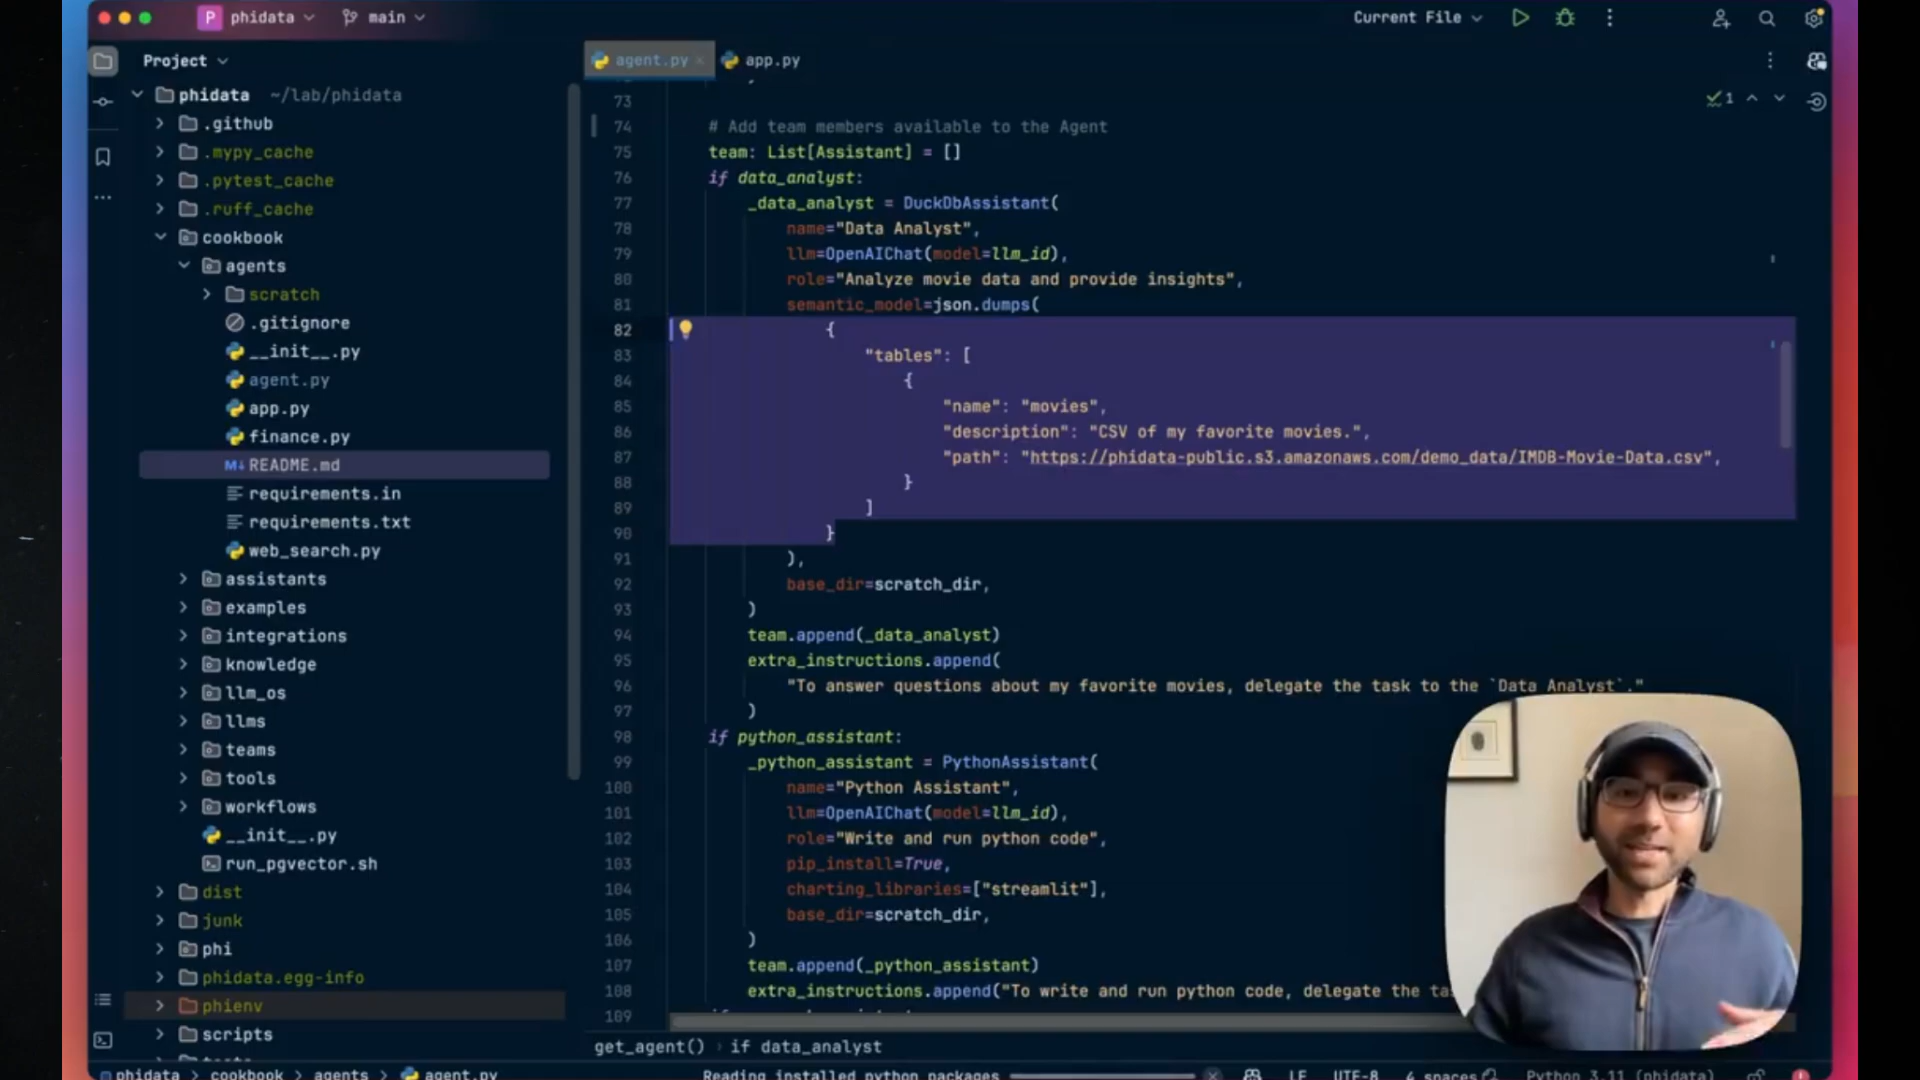 P phidata main
Current File
Project
phidata ~/lab/phidata
.github
.mypy_cache
.pytest_cache
.ruff_cache
cookbook
agents
scratch
.gitignore
__init__.py
agent.py
app.py
finance.py
M↓ README.md
requirements.in
requirements.txt
web_search.py
assistants
examples
integrations
knowledge
llm_os
llms
teams
tools
workflows
__init__.py
run_pgvector.sh
dist
junk
phi
phidata.egg-info
phienv
scripts
agent.py × app.py
1
73
74 # Add team members available to the Agent
75 team: List[Assistant] = []
76 if data_analyst:
77 _data_analyst = DuckDbAssistant(
78 name="Data Analyst",
79 llm=OpenAIChat(model=llm_id),
80 role="Analyze movie data and provide insights",
81 semantic_model=json.dumps(
82 {
83 "tables": [
84 {
85 "name": "movies",
86 "description": "CSV of my favorite movies.",
87 "path": "https://phidata-public.s3.amazonaws.com/demo_data/IMDB-Movie-Data.csv",
88 }
89 ]
90 }
91 ),
92 base_dir=scratch_dir,
93 )
94 team.append(_data_analyst)
95 extra_instructions.append(
96 "To answer questions about my favorite movies, delegate the task to the `Data Analyst`."
97 )
98 if python_assistant:
99 _python_assistant = PythonAssistant(
100 name="Python Assistant",
101 llm=OpenAIChat(model=llm_id),
102 role="Write and run python code",
103 pip_install=True,
104 charting_libraries=["streamlit"],
105 base_dir=scratch_dir,
106 )
107 team.append(_python_assistant)
108 extra_instructions.append("To write and run python code, delegate the ta
109
get_agent() › if data_analyst
phidata > cookbook > agents > agent.py Reading installed python packages LF UTF-8 4 spaces Python 3.11 (phidata)